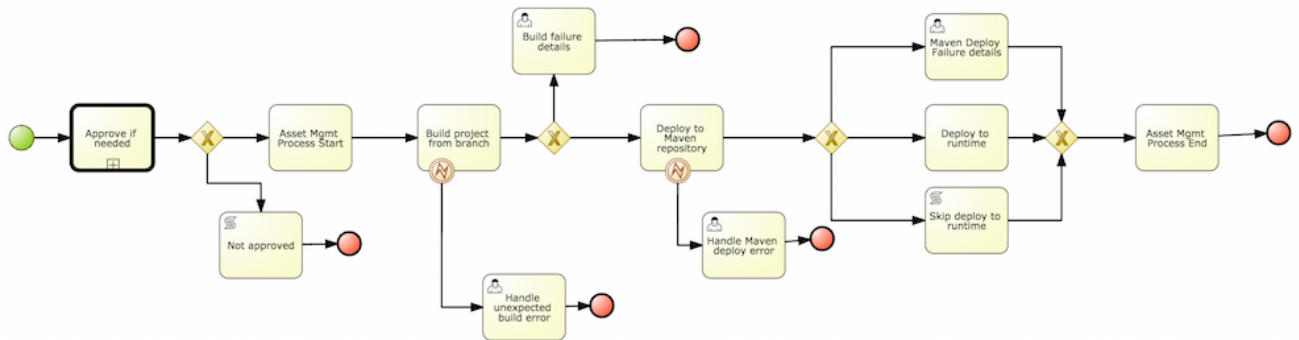 Build failure
details
Maven Deploy
Failure details
Approve if
needed
Asset Mgmt
Process Start
Build project
from branch
Deploy to
Maven
repository
Deploy to
runtime
Asset Mgmt
Process End
Not approved
Handle Maven
deploy error
Skip deploy to
runtime
Handle
unexpected
build error